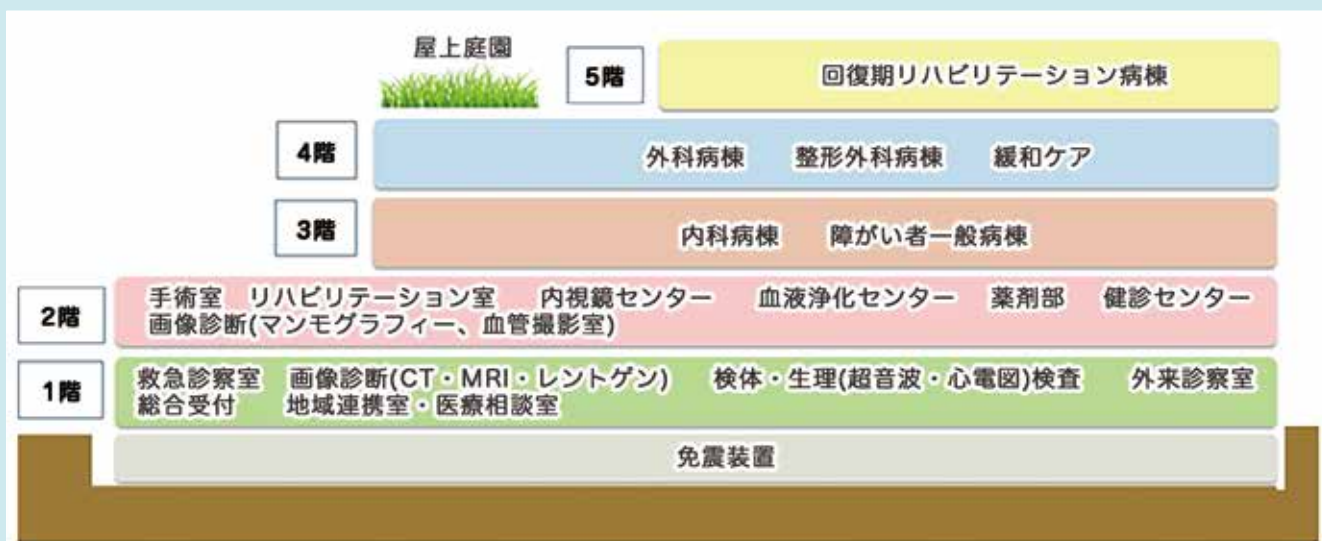 屋上庭園
5階 回復期リハビリテーション病棟
4階 外科病棟 整形外科病棟 緩和ケア
3階 内科病棟 障がい者一般病棟
2階 手術室 リハビリテーション室 内視鏡センター 血液浄化センター 薬剤部 健診センター
画像診断(マンモグラフィー、血管撮影室)
1階 救急診察室 画像診断(CT・MRI・レントゲン) 検体・生理(超音波・心電図)検査 外来診察室
総合受付 地域連携室・医療相談室
免震装置